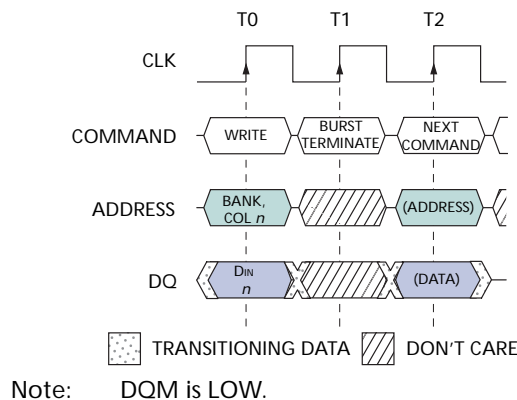 T0 T1 T2
CLK
COMMAND WRITE BURST TERMINATE NEXT COMMAND
ADDRESS BANK, COL n (ADDRESS)
DQ DIN n (DATA)
TRANSITIONING DATA DON'T CARE
Note: DQM is LOW.